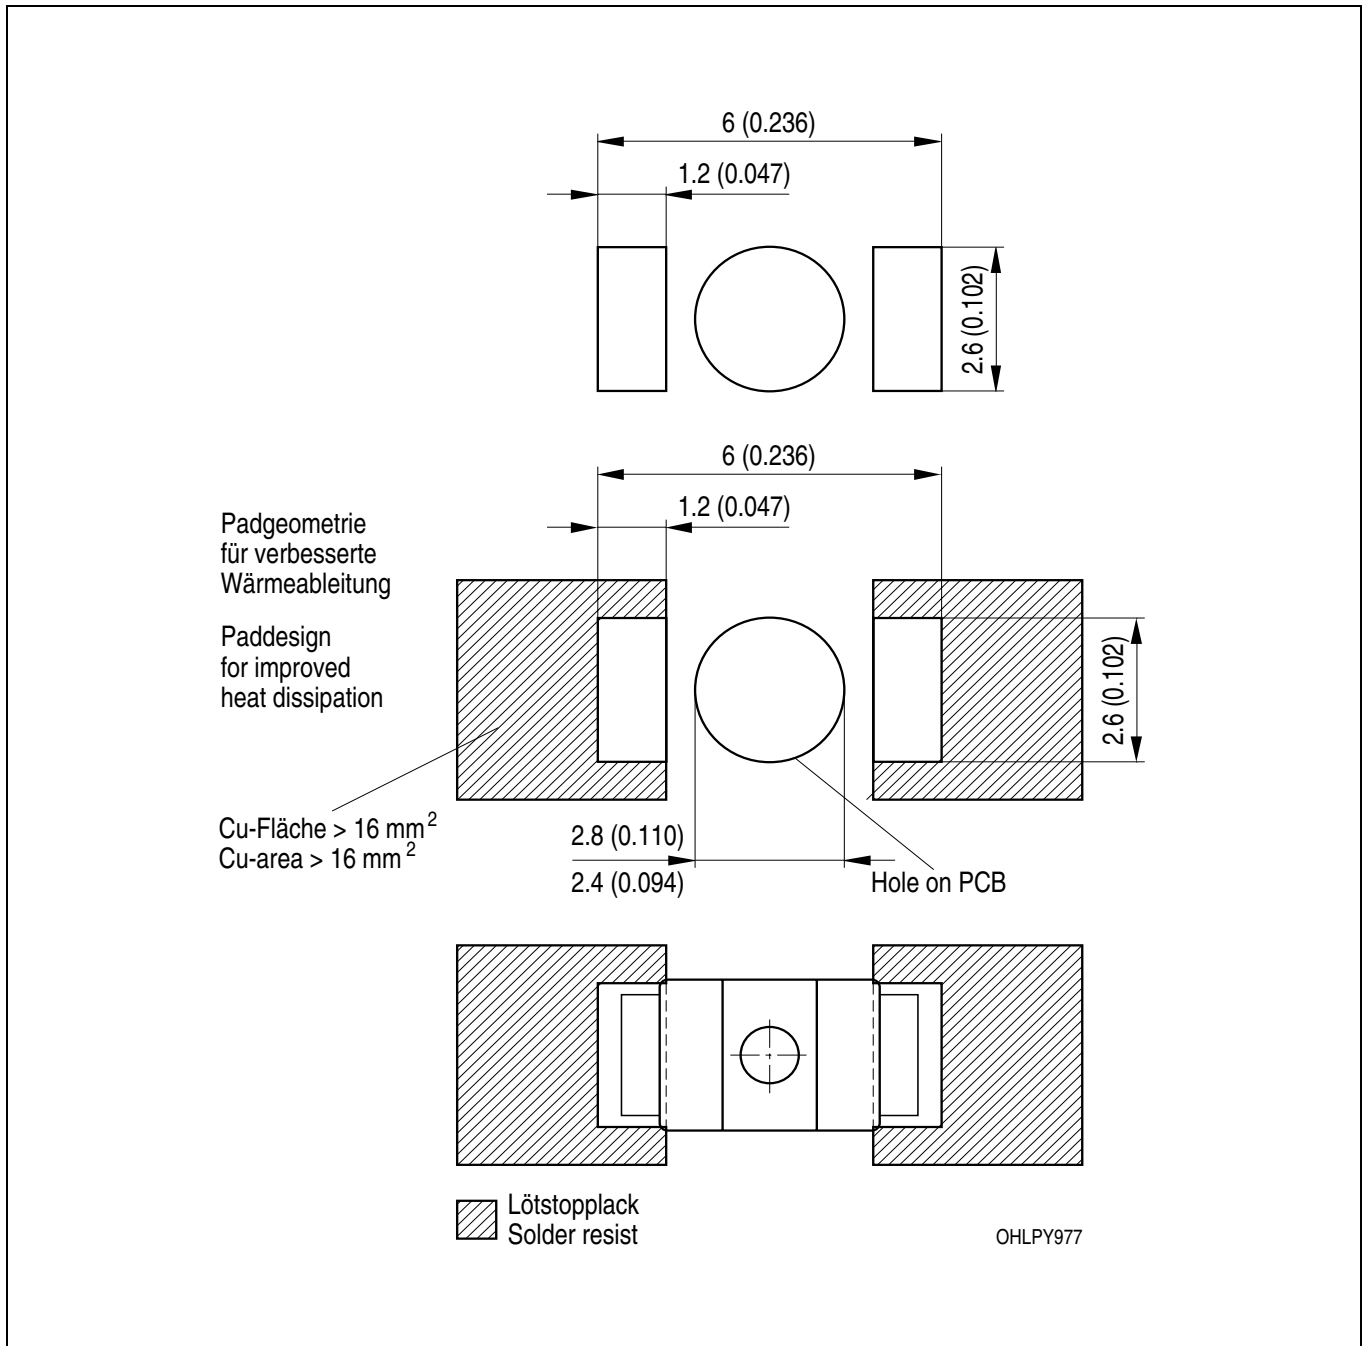 6 (0.236)
1.2 (0.047)
2.6 (0.102)
6 (0.236)
1.2 (0.047)
Padgeometrie
für verbesserte
Wärmeableitung
Paddesign
for improved
heat dissipation
2.6 (0.102)
Cu-Fläche > 16 mm²
Cu-area > 16 mm²
2.8 (0.110)
2.4 (0.094)
Hole on PCB
Lötstopplack
Solder resist
OHLPY977